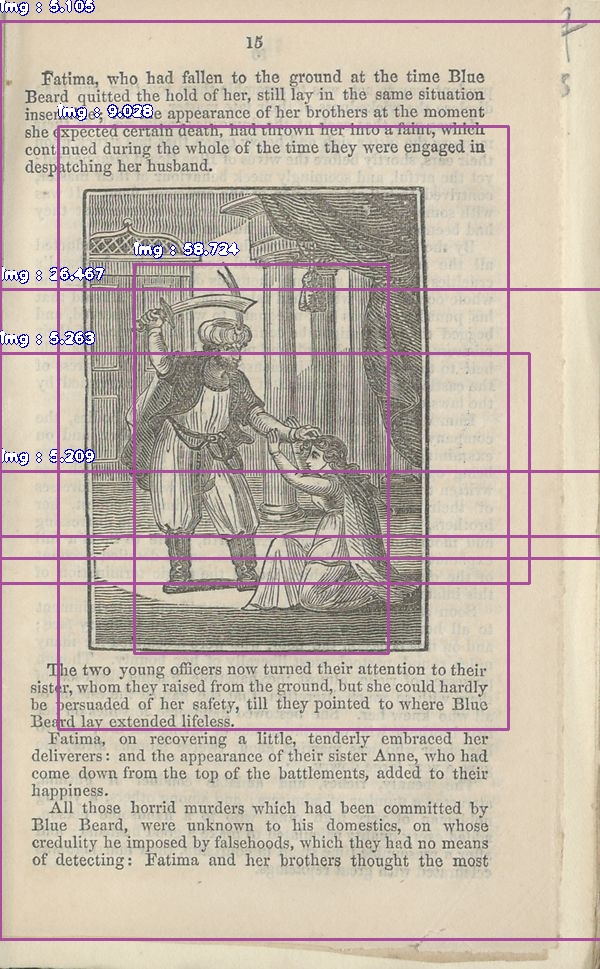 Img : 5.105
15
Fatima, who had fallen to the ground at the time Blue
Beard quitted the hold of her, still lay in the same situation
Img : 9.028
appearance of her brothers at the moment
she expected certain death, had thrown her into a faint, which
continued during the whole of the time they were engaged in
despatching her husband.
Img : 58.724
Img : 26.467
Img : 5.263
Img : 5.209
The two young officers now turned their attention to their
sister, whom they raised from the ground, but she could hardly
be persuaded of her safety, till they pointed to where Blue
Beard lay extended lifeless.
Fatima, on recovering a little, tenderly embraced her
deliverers: and the appearance of their sister Anne, who had
come down from the top of the battlements, added to their
happiness.
All those horrid murders which had been committed by
Blue Beard, were unknown to his domestics, on whose
credulity he imposed by falsehoods, which they had no means
of detecting: Fatima and her brothers thought the most